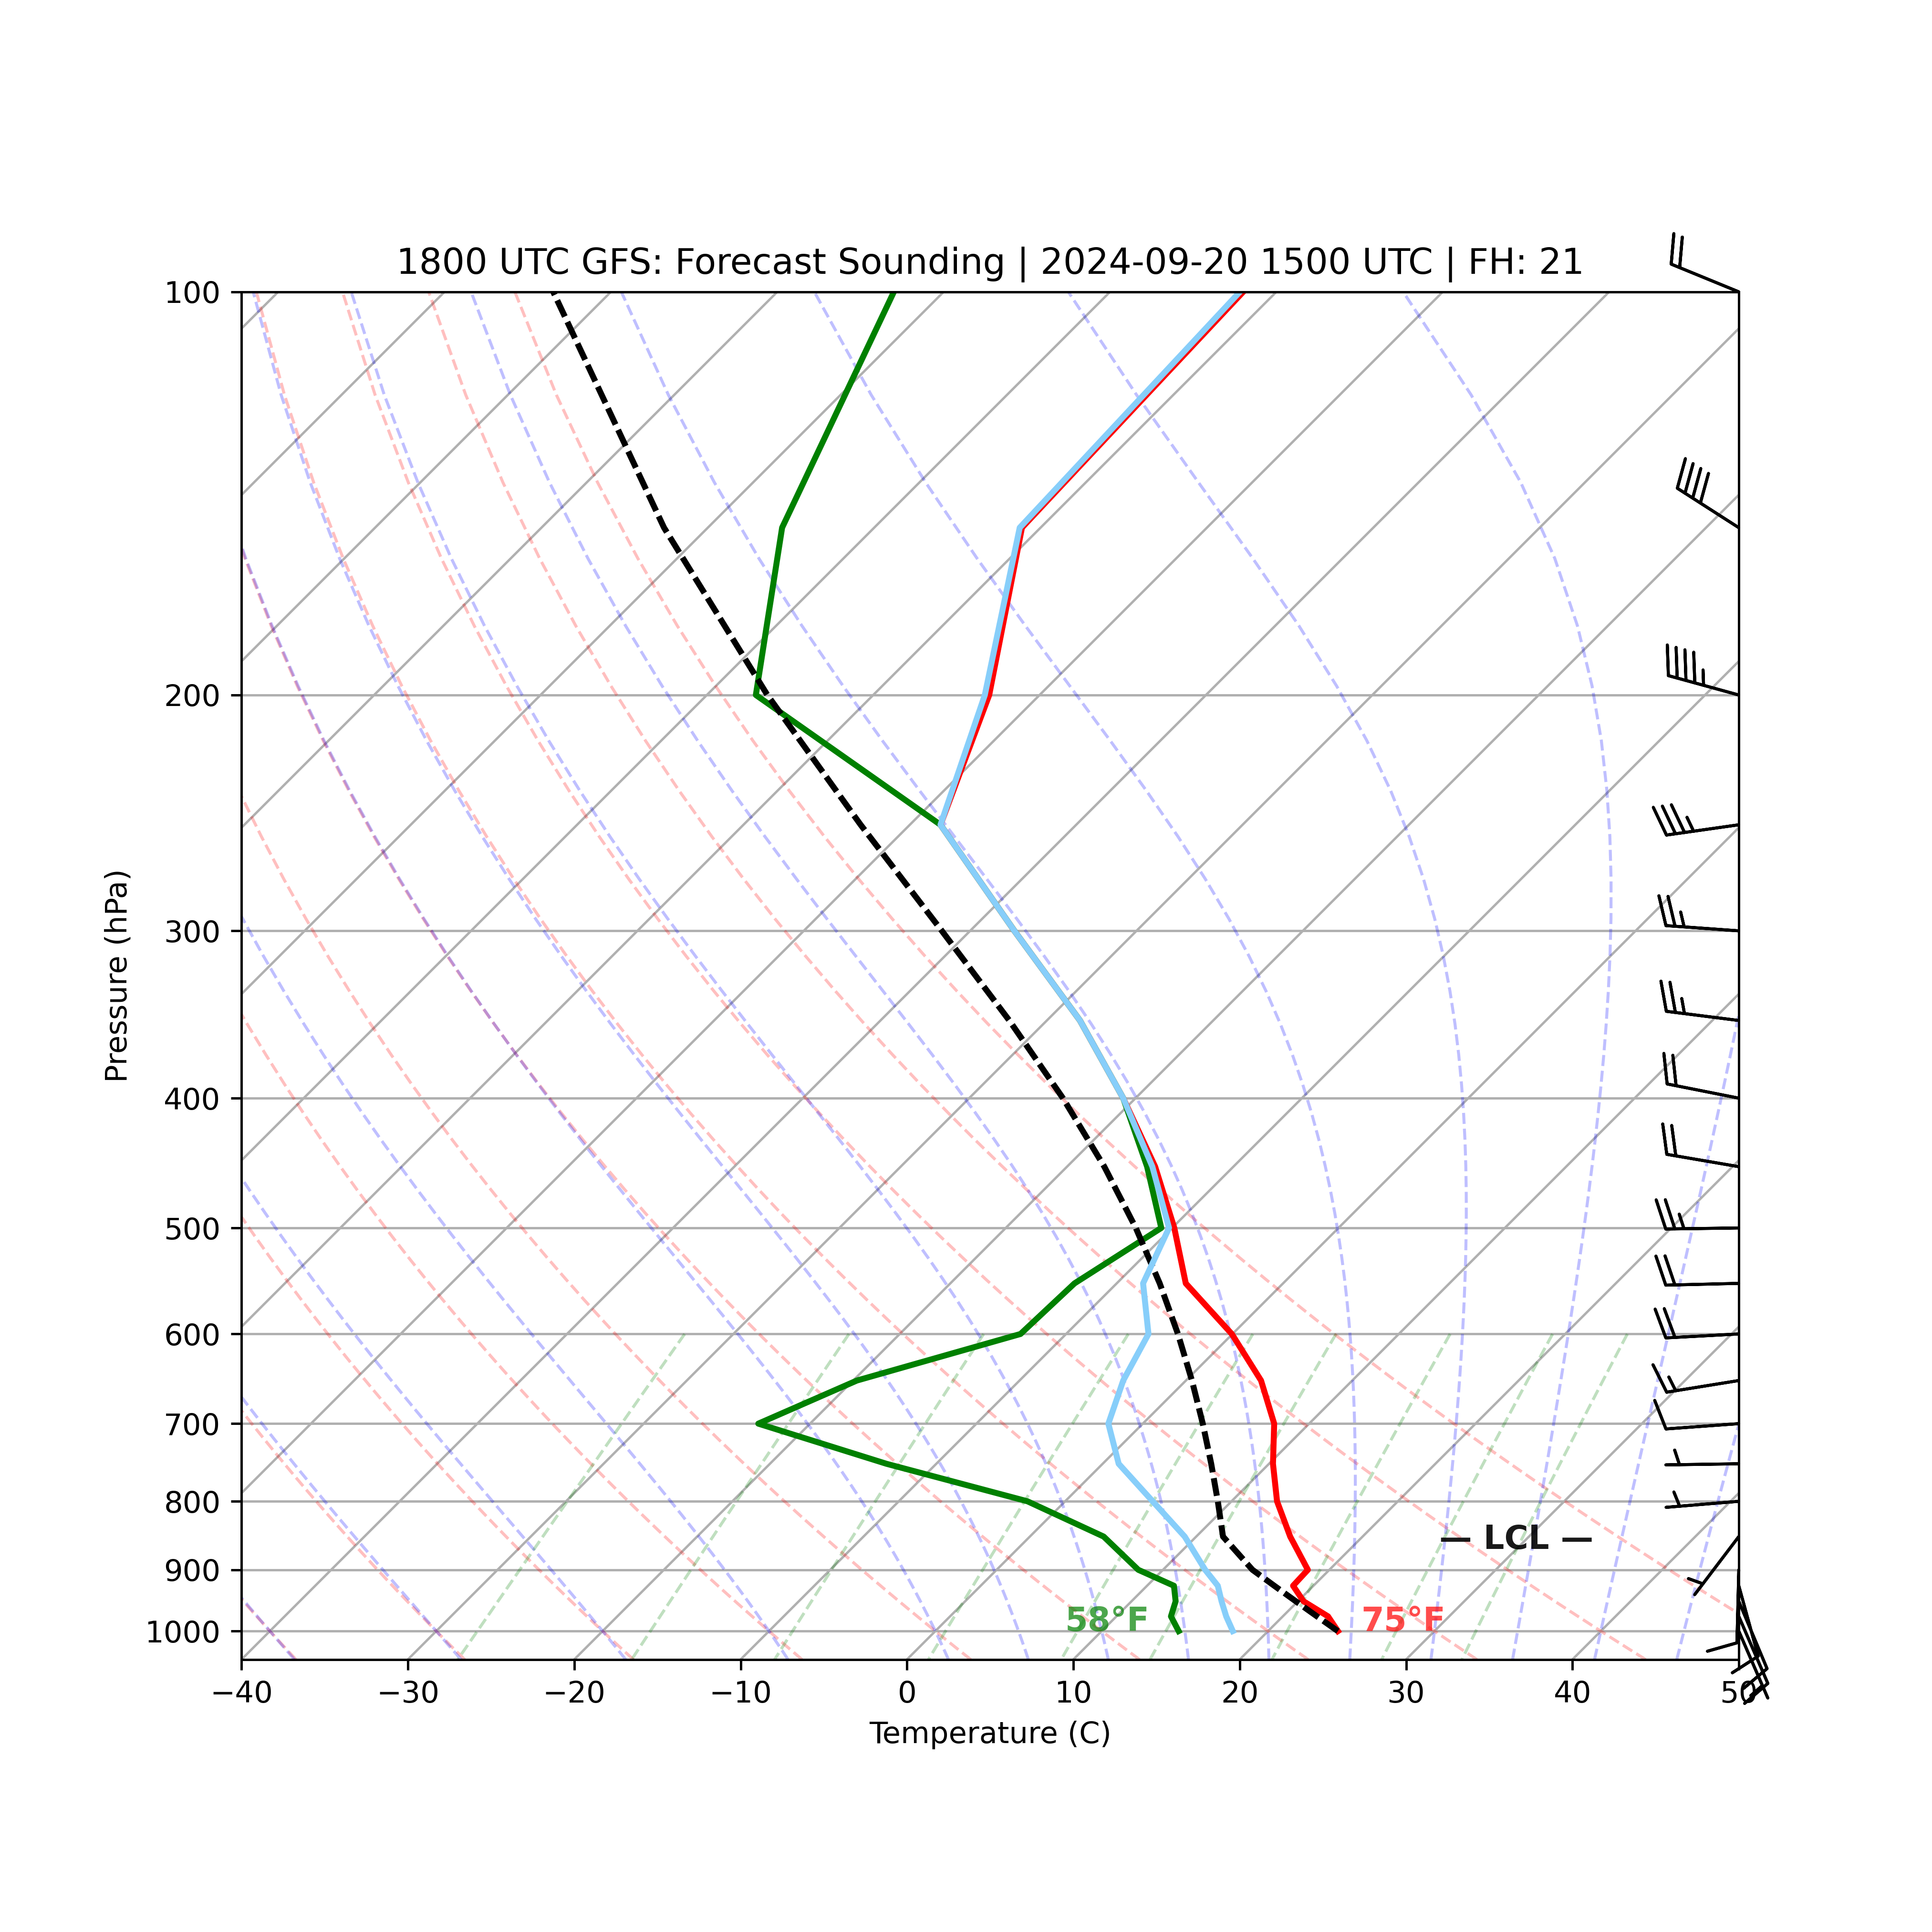 1800 UTC GFS: Forecast Sounding | 2024-09-20 1500 UTC | FH: 21
100
200
300
400
500
600
700
800
900
1000
Pressure (hPa)
— LCL —
58°F
75°F
−40 −30 −20 −10 0 10 20 30 40 50
Temperature (C)